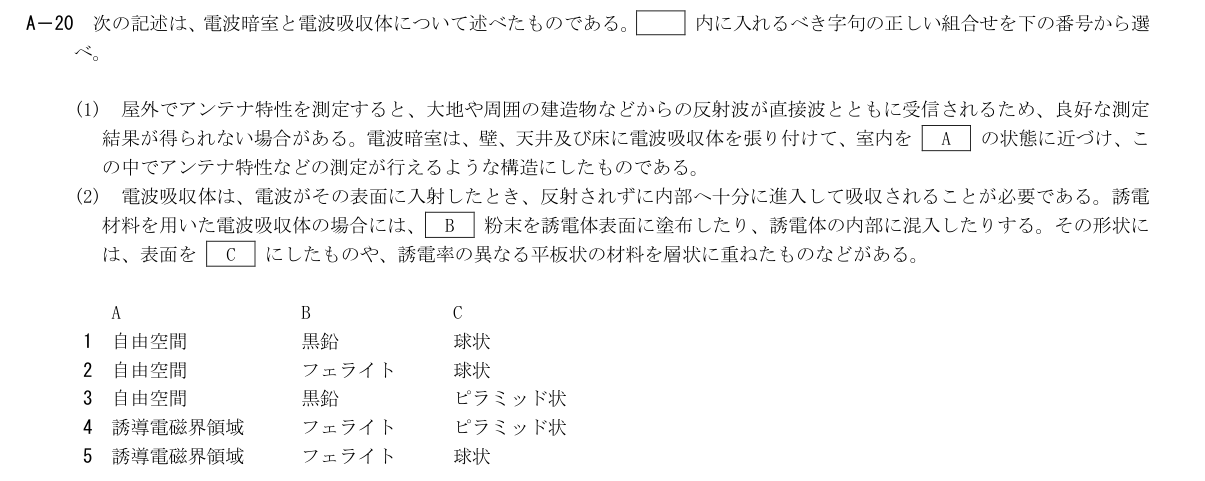 A-20 次の記述は、電波暗室と電波吸収体について述べたものである。 内に入れるべき字句の正しい組合せを下の番号から選
べ。
(1) 屋外でアンテナ特性を測定すると、大地や周囲の建造物などからの反射波が直接波とともに受信されるため、良好な測定
結果が得られない場合がある。電波暗室は、壁、天井及び床に電波吸収体を張り付けて、室内を A の状態に近づけ、こ
の中でアンテナ特性などの測定が行えるような構造にしたものである。
(2) 電波吸収体は、電波がその表面に入射したとき、反射されずに内部へ十分に進入して吸収されることが必要である。誘電
材料を用いた電波吸収体の場合には、 B 粉末を誘電体表面に塗布したり、誘電体の内部に混入したりする。その形状に
は、表面を C にしたものや、誘電率の異なる平板状の材料を層状に重ねたものなどがある。
A B C
1 自由空間 黒鉛 球状
2 自由空間 フェライト 球状
3 自由空間 黒鉛 ピラミッド状
4 誘導電磁界領域 フェライト ピラミッド状
5 誘導電磁界領域 フェライト 球状